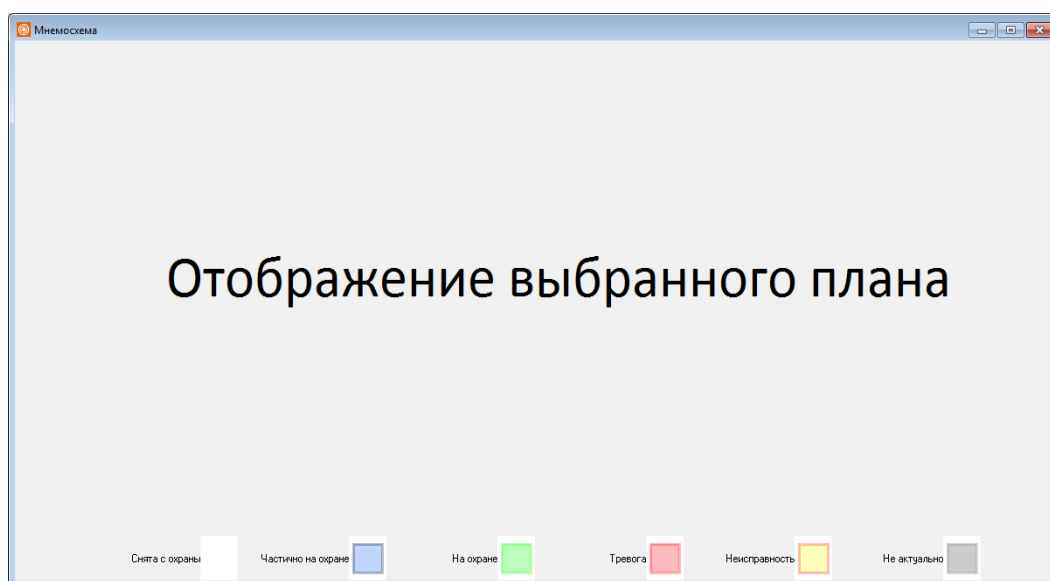 Мнемосхема
Отображение выбранного плана
Снята с охраны Частично на охране На охране Тревога Неисправность Не актуально